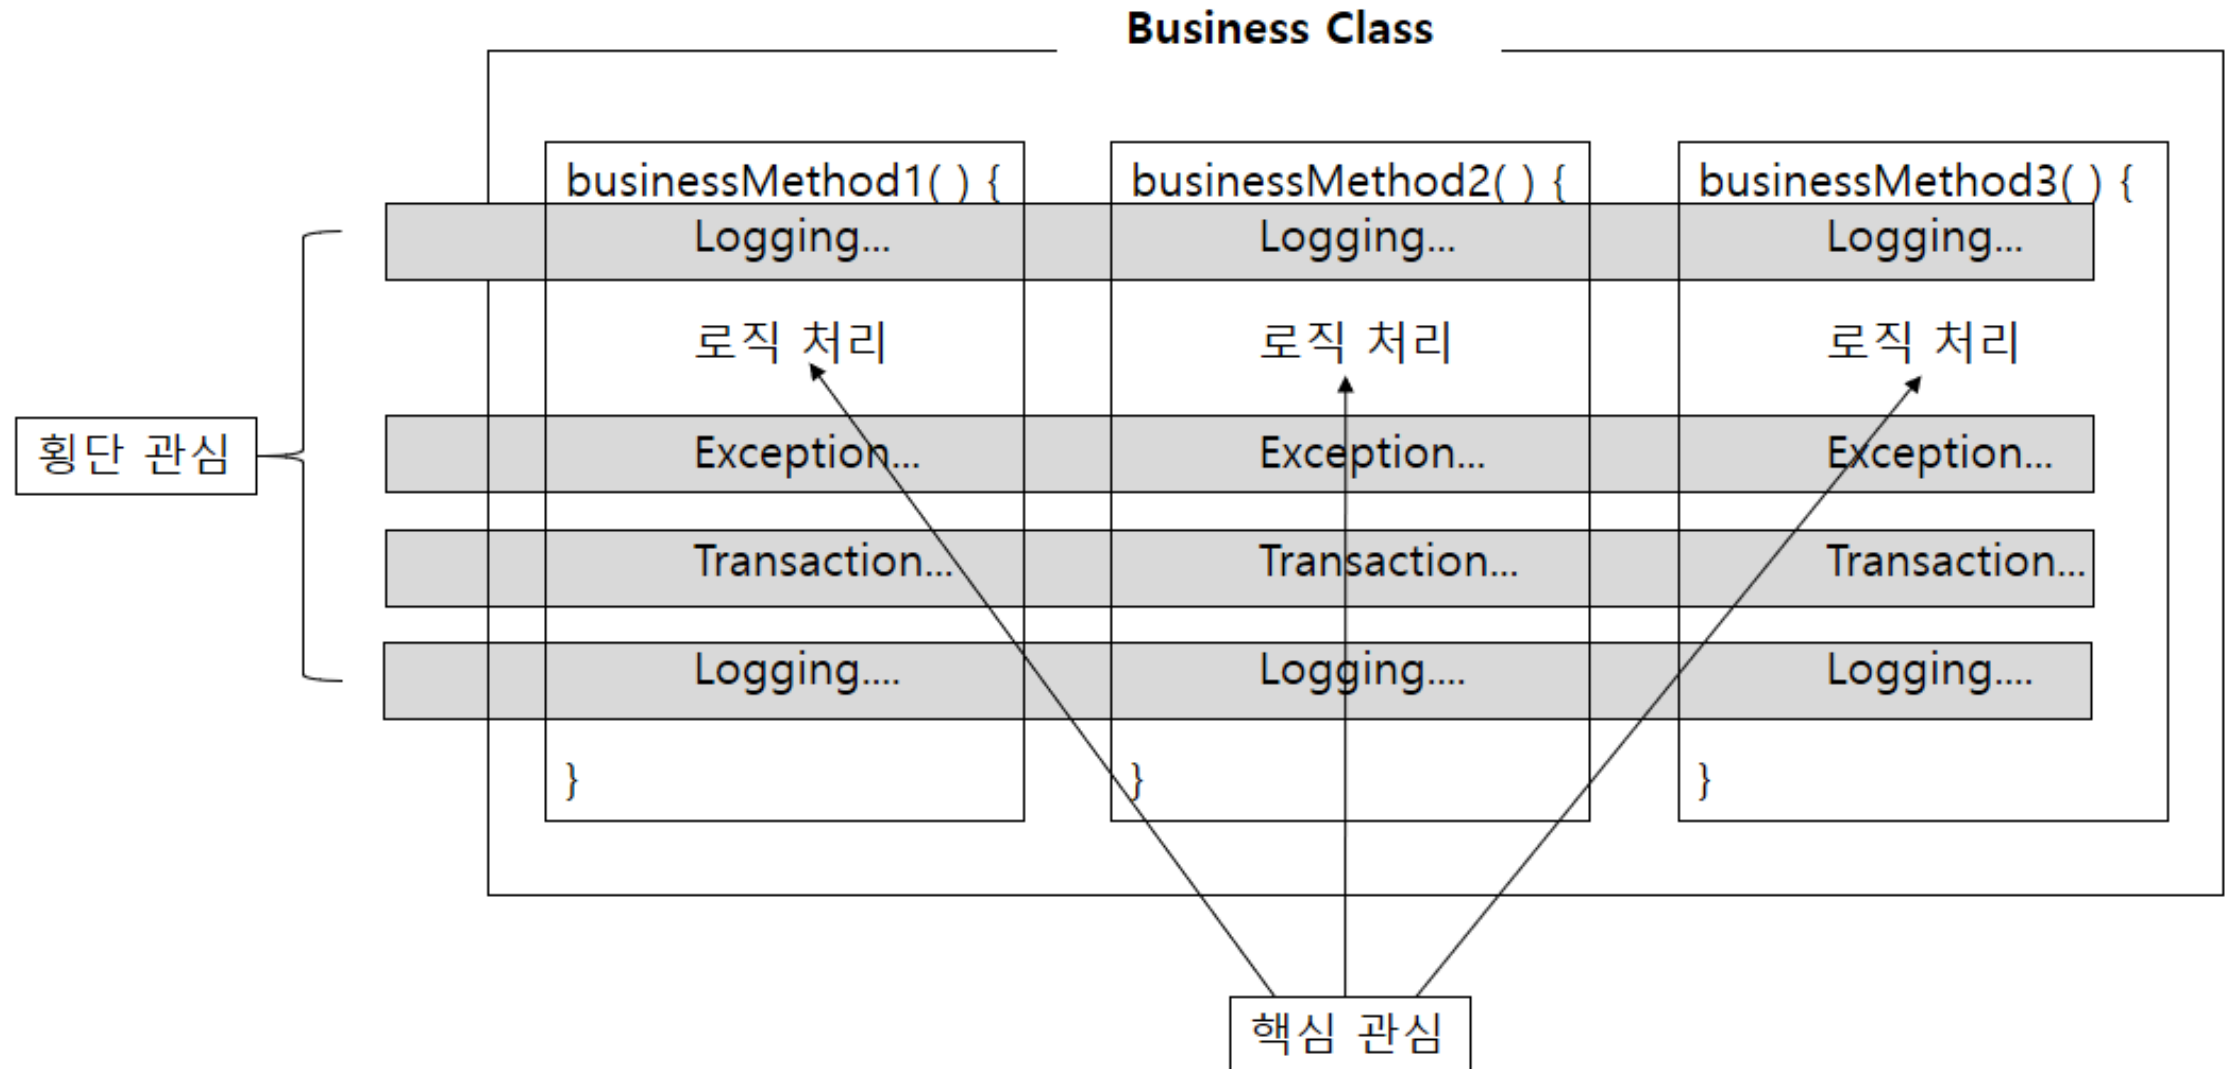 Business Class
businessMethod1( ) { businessMethod2( ) { businessMethod3( ) {
Logging... Logging... Logging...
로직 처리 로직 처리 로직 처리
횡단 관심 Exception... Exception... Exception...
Transaction... Transaction... Transaction...
Logging.... Logging.... Logging....
} } }
핵심 관심